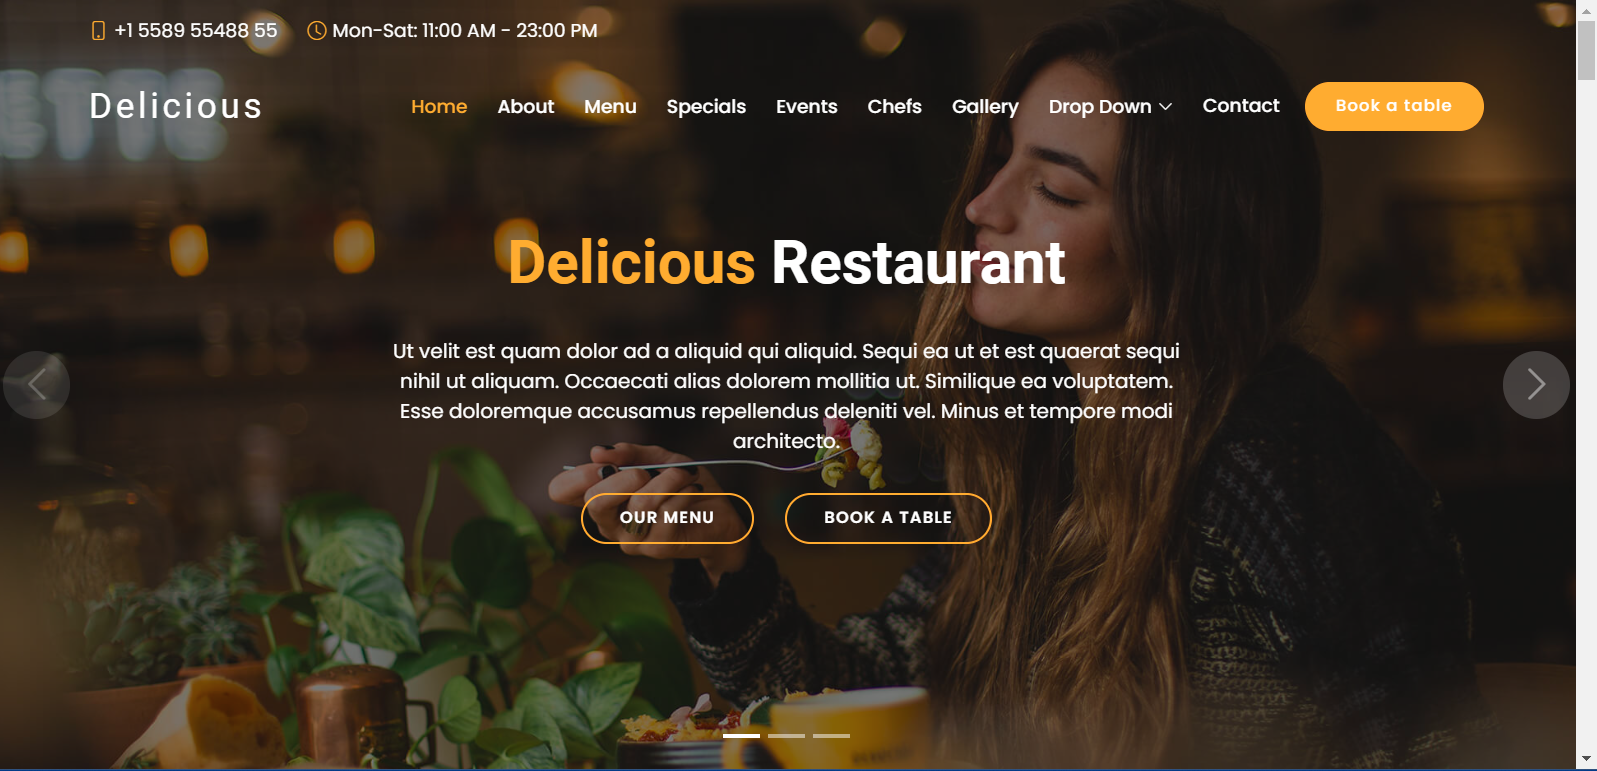 +1 5589 55488 55 Mon-Sat: 11:00 AM - 23:00 PM
Delicious Home About Menu Specials Events Chefs Gallery Drop Down Contact Book a table
Delicious Restaurant
Ut velit est quam dolor ad a aliquid qui aliquid. Sequi ea ut et est quaerat sequi
nihil ut aliquam. Occaecati alias dolorem mollitia ut. Similique ea voluptatem.
Esse doloremque accusamus repellendus deleniti vel. Minus et tempore modi
architecto.
OUR MENU BOOK A TABLE